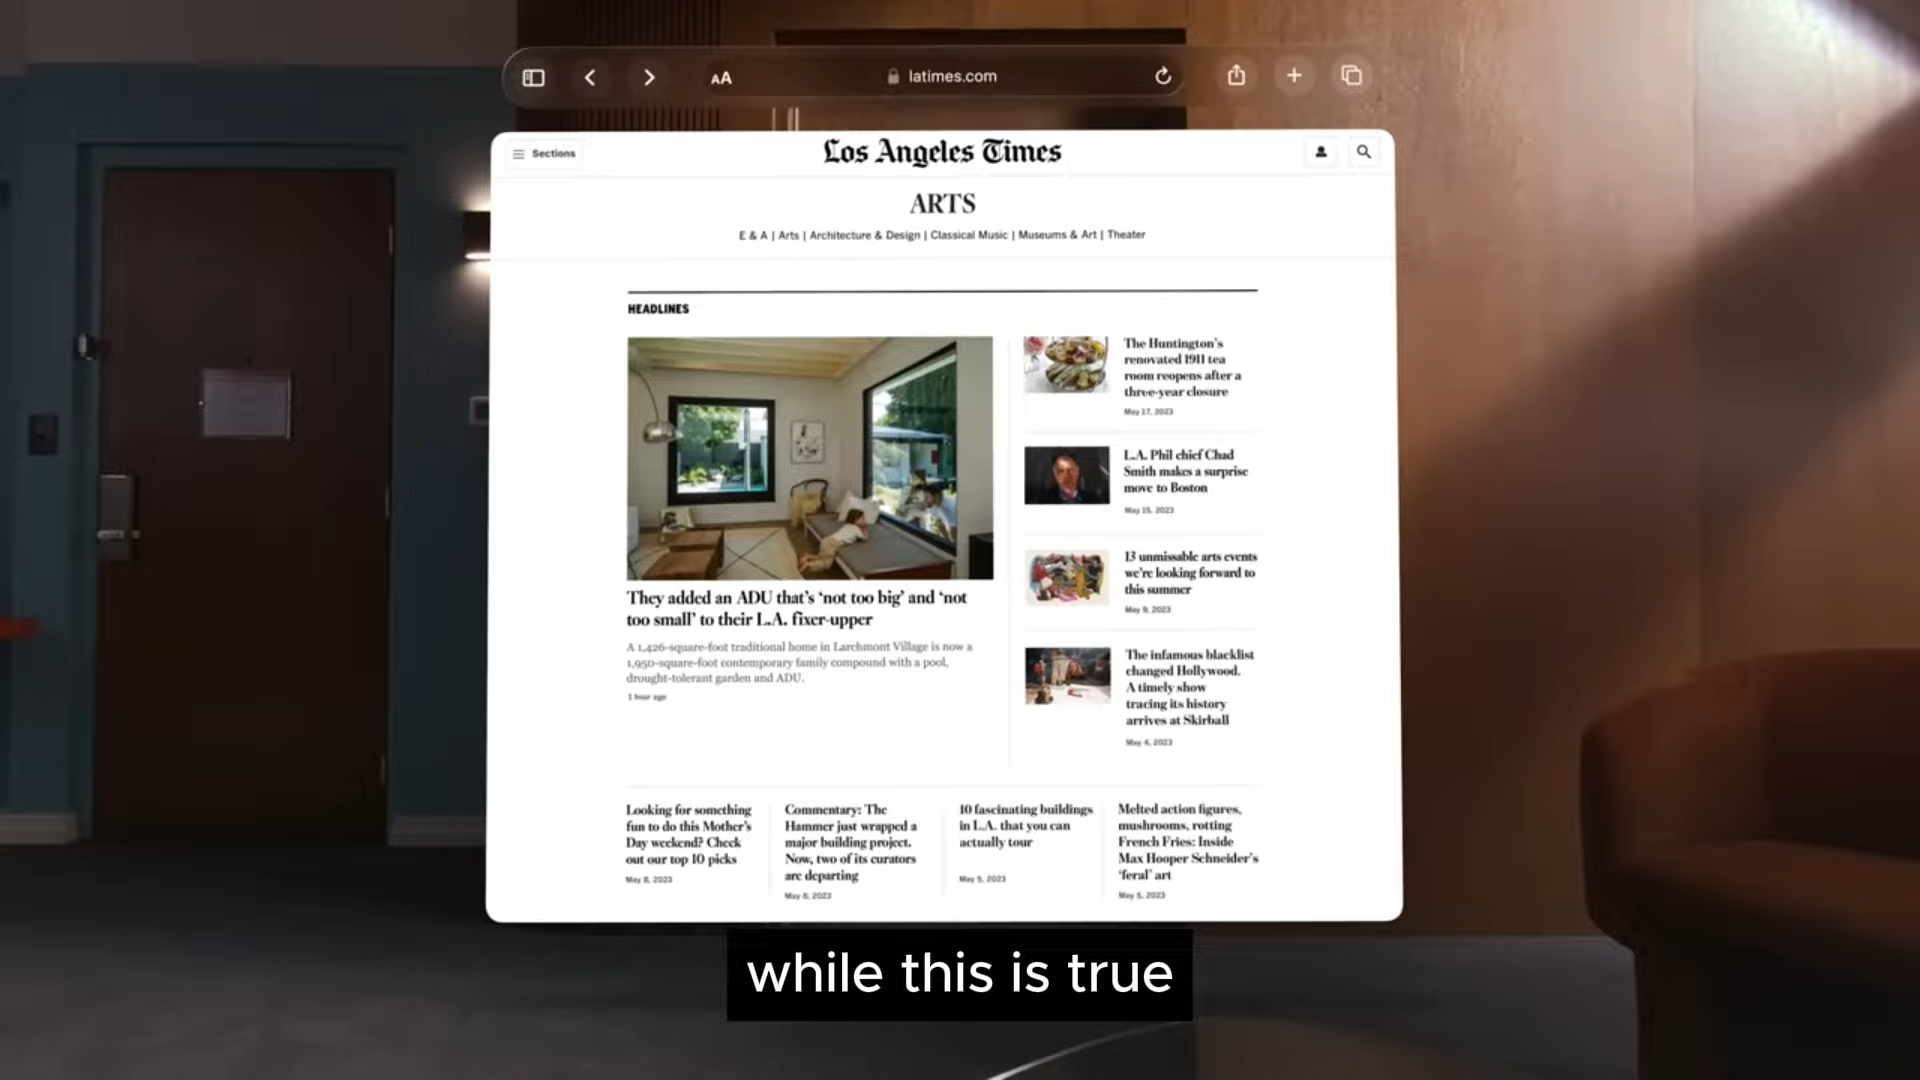 AA
latimes.com
Sections
Los Angeles Times
ARTS
E & A | Arts | Architecture & Design | Classical Music | Museums & Art | Theater
HEADLINES
They added an ADU that's 'not too big' and 'not
too small' to their L.A. fixer-upper
A 1,426-square-foot traditional home in Larchmont Village is now a
1,950-square-foot contemporary family compound with a pool,
drought-tolerant garden and ADU.
1 hour ago
The Huntington's
renovated 1911 tea
room reopens after a
three-year closure
May 17, 2023
L.A. Phil chief Chad
Smith makes a surprise
move to Boston
May 15, 2023
13 unmissable arts events
we're looking forward to
this summer
May 9, 2023
The infamous blacklist
changed Hollywood.
A timely show
tracing its history
arrives at Skirball
May 4, 2023
Looking for something
fun to do this Mother's
Day weekend? Check
out our top 10 picks
May 8, 2023
Commentary: The
Hammer just wrapped a
major building project.
Now, two of its curators
are departing
May 8, 2023
10 fascinating buildings
in L.A. that you can
actually tour
May 5, 2023
Melted action figures,
mushrooms, rotting
French Fries: Inside
Max Hooper Schneider's
'feral' art
May 5, 2023
while this is true